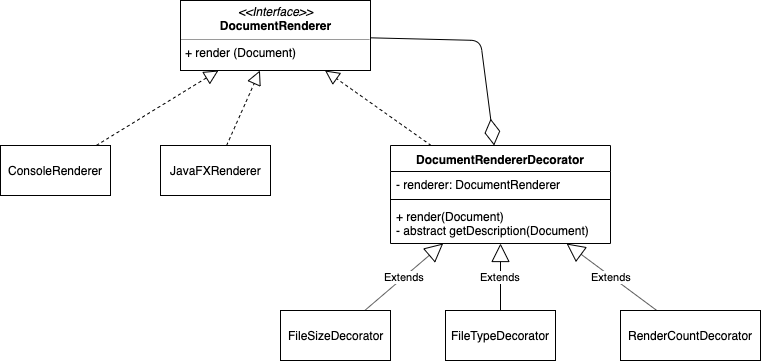 <<Interface>>
DocumentRenderer
+ render (Document)
ConsoleRenderer
JavaFXRenderer
DocumentRendererDecorator
- renderer: DocumentRenderer
+ render(Document)
- abstract getDescription(Document)
Extends
Extends
Extends
FileSizeDecorator
FileTypeDecorator
RenderCountDecorator